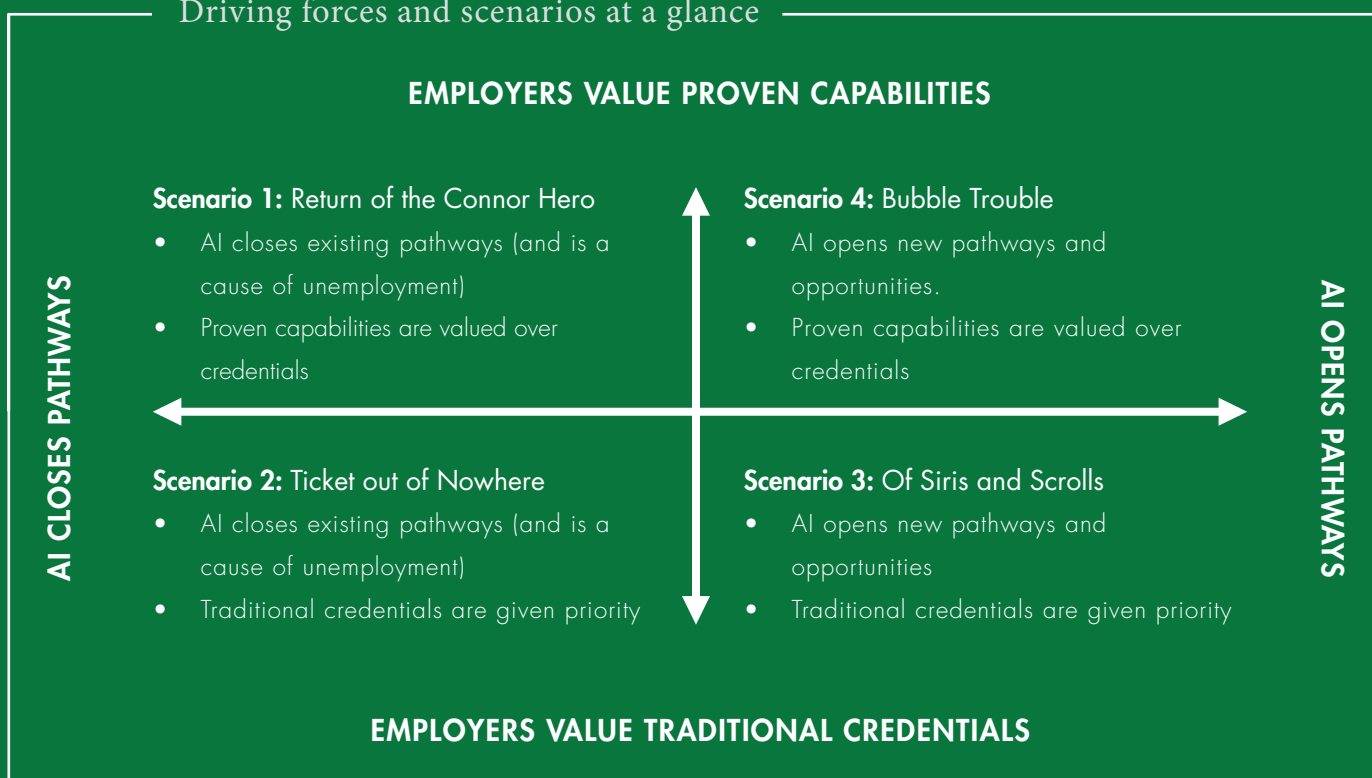 Driving forces and scenarios at a glance
EMPLOYERS VALUE PROVEN CAPABILITIES
AI CLOSES PATHWAYS
Scenario 1: Return of the Connor Hero
• AI closes existing pathways (and is a
cause of unemployment)
• Proven capabilities are valued over
credentials
Scenario 4: Bubble Trouble
• AI opens new pathways and
opportunities.
• Proven capabilities are valued over
credentials
Scenario 2: Ticket out of Nowhere
• AI closes existing pathways (and is a
cause of unemployment)
• Traditional credentials are given priority
Scenario 3: Of Siris and Scrolls
• AI opens new pathways and
opportunities
• Traditional credentials are given priority
AI OPENS PATHWAYS
EMPLOYERS VALUE TRADITIONAL CREDENTIALS